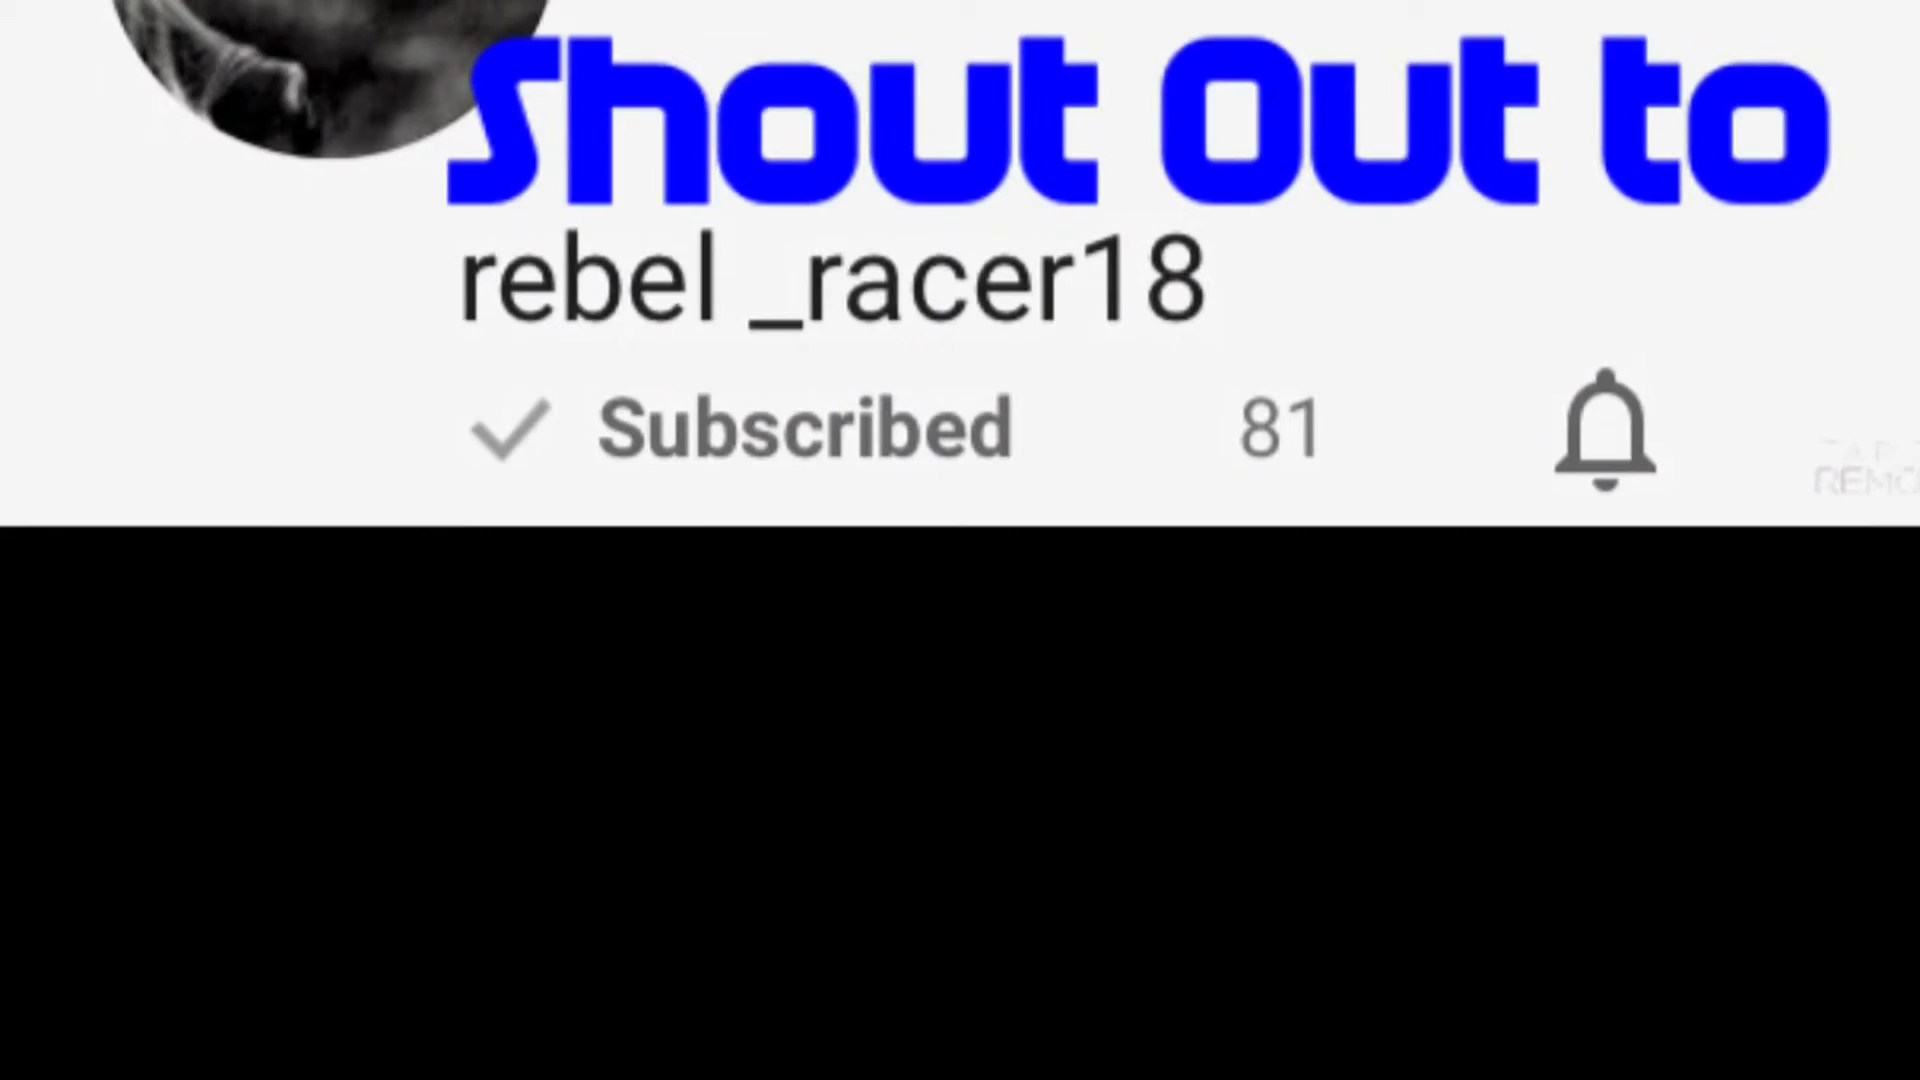 Shout Out to
rebel _racer18
Subscribed 81